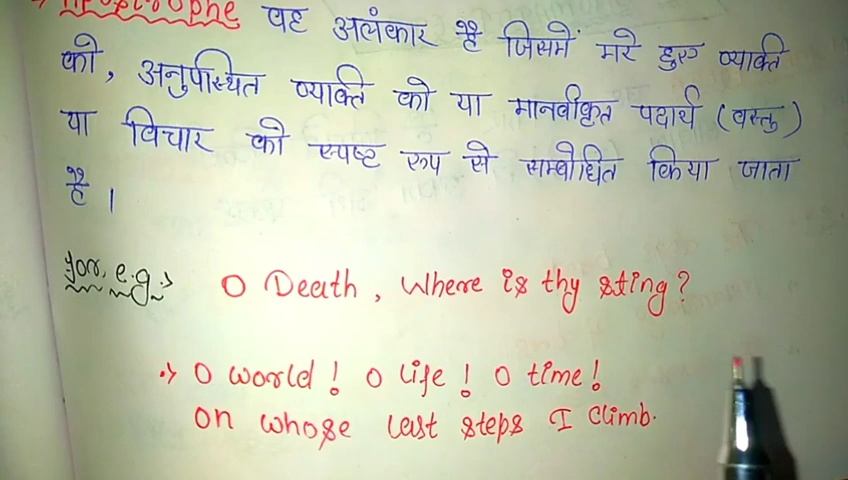 Apostrophe वह अलंकार है जिसमें मरे हुए व्यक्ति
को, अनुपस्थित व्यक्ति को या मानवीकृत पदार्थ (वस्तु)
या विचार को स्पष्ट रूप से सम्बोधित किया जाता
है ।
for, e.g :->
O Death, Where is thy sting?
:-> O world! O life! O time!
on whose last steps I climb.